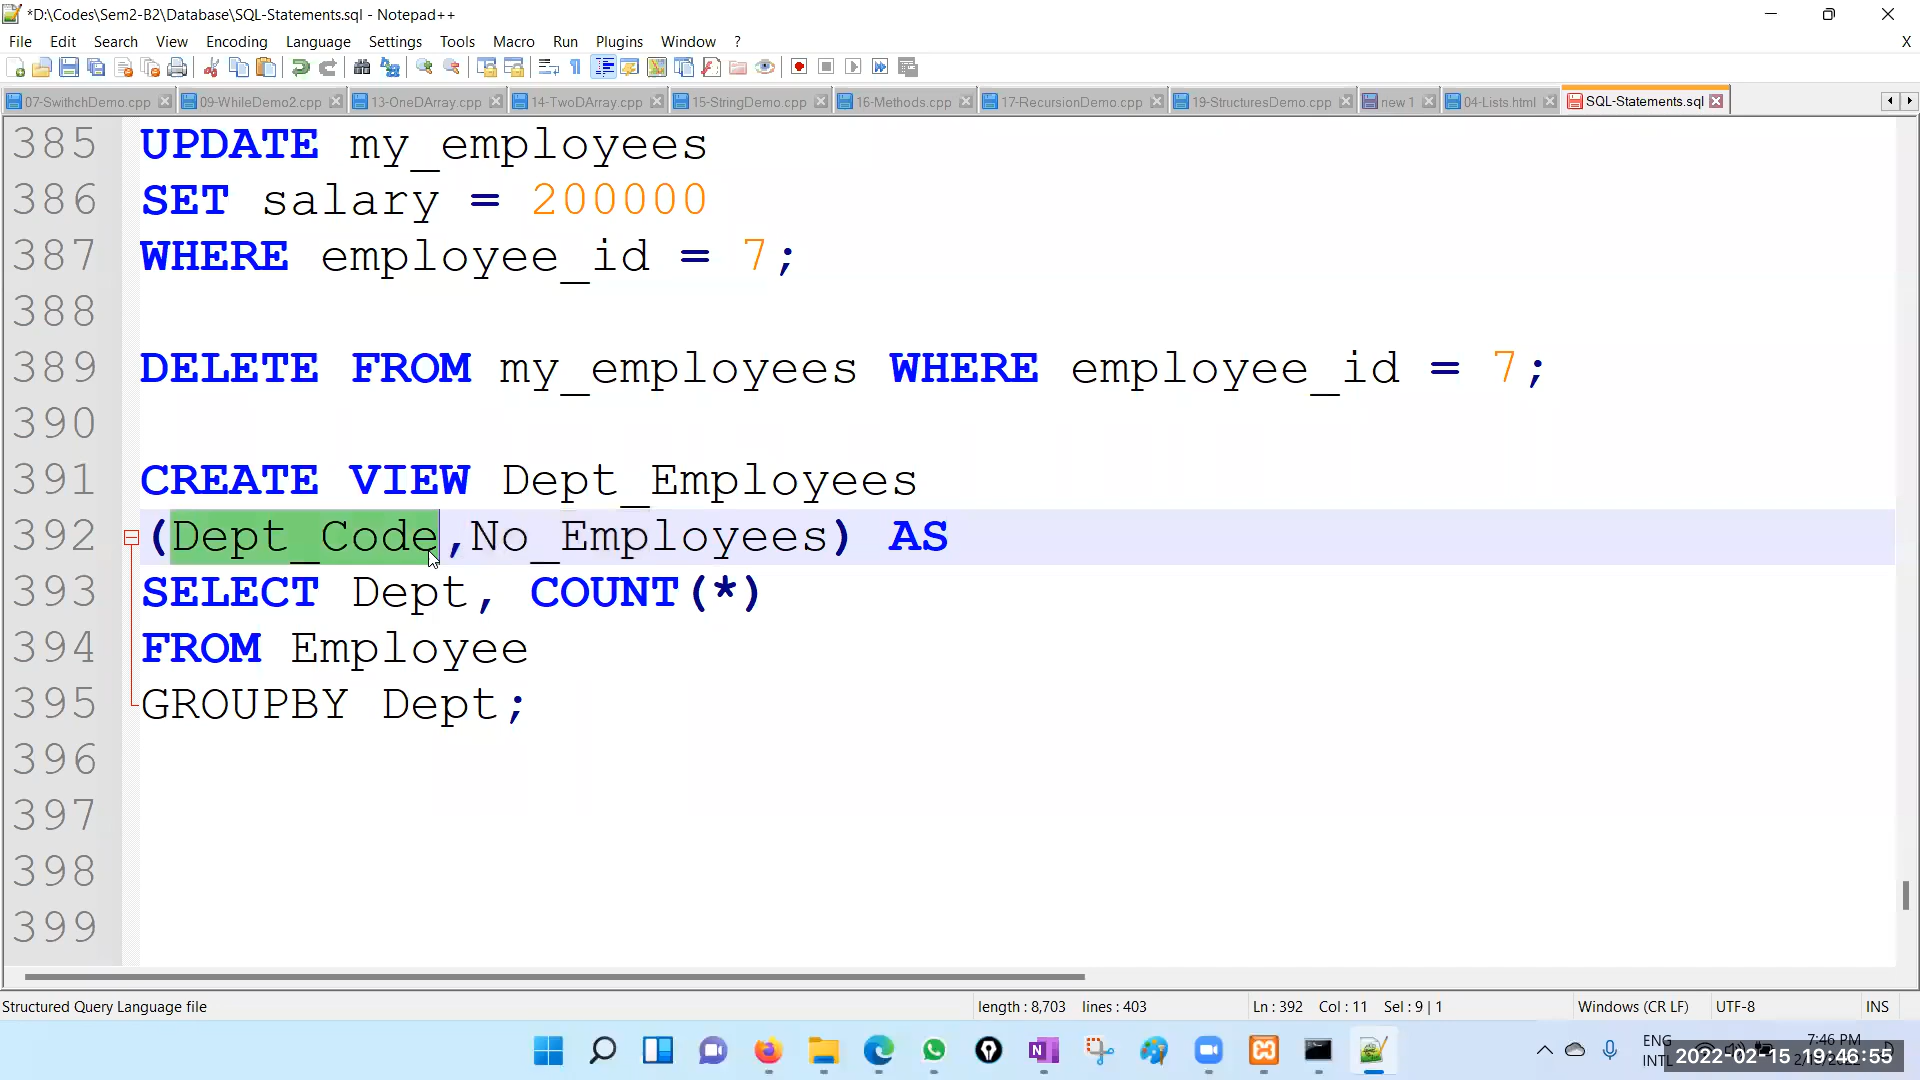 *D:\Codes\Sem2-B2\Database\SQL-Statements.sql - Notepad++
File Edit Search View Encoding Language Settings Tools Macro Run Plugins Window ? X
07-SwithchDemo.cpp 09-WhileDemo2.cpp 13-OneDArray.cpp 14-TwoDArray.cpp 15-StringDemo.cpp 16-Methods.cpp 17-RecursionDemo.cpp 19-StructuresDemo.cpp new 1 04-Lists.html SQL-Statements.sql
385 UPDATE my_employees
386 SET salary = 200000
387 WHERE employee_id = 7;
388
389 DELETE FROM my_employees WHERE employee_id = 7;
390
391 CREATE VIEW Dept_Employees
392 (Dept_Code,No_Employees) AS
393 SELECT Dept, COUNT(*)
394 FROM Employee
395 GROUPBY Dept;
396
397
398
399
Structured Query Language file length : 8,703 lines : 403 Ln : 392 Col : 11 Sel : 9 | 1 Windows (CR LF) UTF-8 INS
ENG 7:46 PM
INTL 2022-02-15 19:46:55